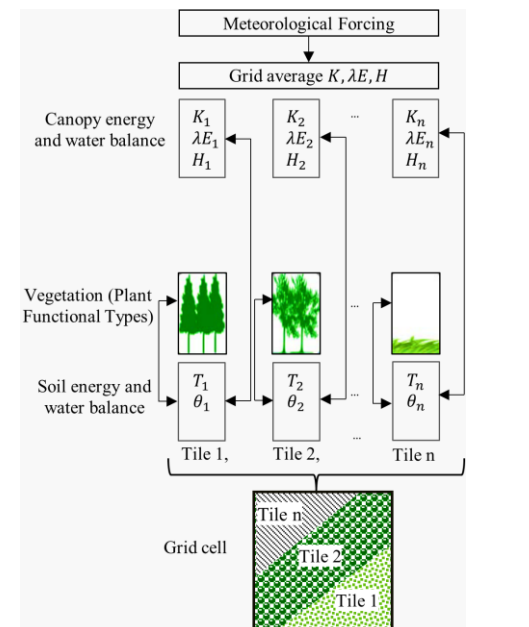 Meteorological Forcing
Grid average K, λE, H
Canopy energy
and water balance
K₁
λE₁
H₁
K₂
λE₂
H₂
...
Kₙ
λEₙ
Hₙ
Vegetation (Plant
Functional Types)
...
Soil energy and
water balance
T₁
θ₁
T₂
θ₂
...
Tₙ
θₙ
...
Tile 1,
Tile 2,
Tile n
Grid cell
Tile n
Tile 2
Tile 1